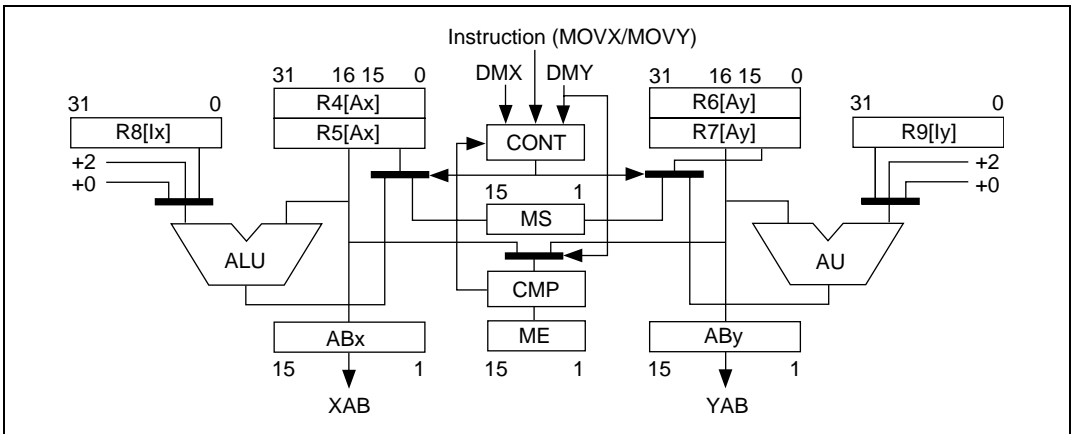 Instruction (MOVX/MOVY)
DMX DMY
31 16 15 0
31 16 15 0
R4[Ax]
R6[Ay]
31 0
31 0
R8[Ix]
R5[Ax]
CONT
R7[Ay]
R9[Iy]
+2
+0
+2
+0
15 1
MS
ALU
AU
CMP
ABx
ME
ABy
15 1
15 1
15 1
XAB
YAB